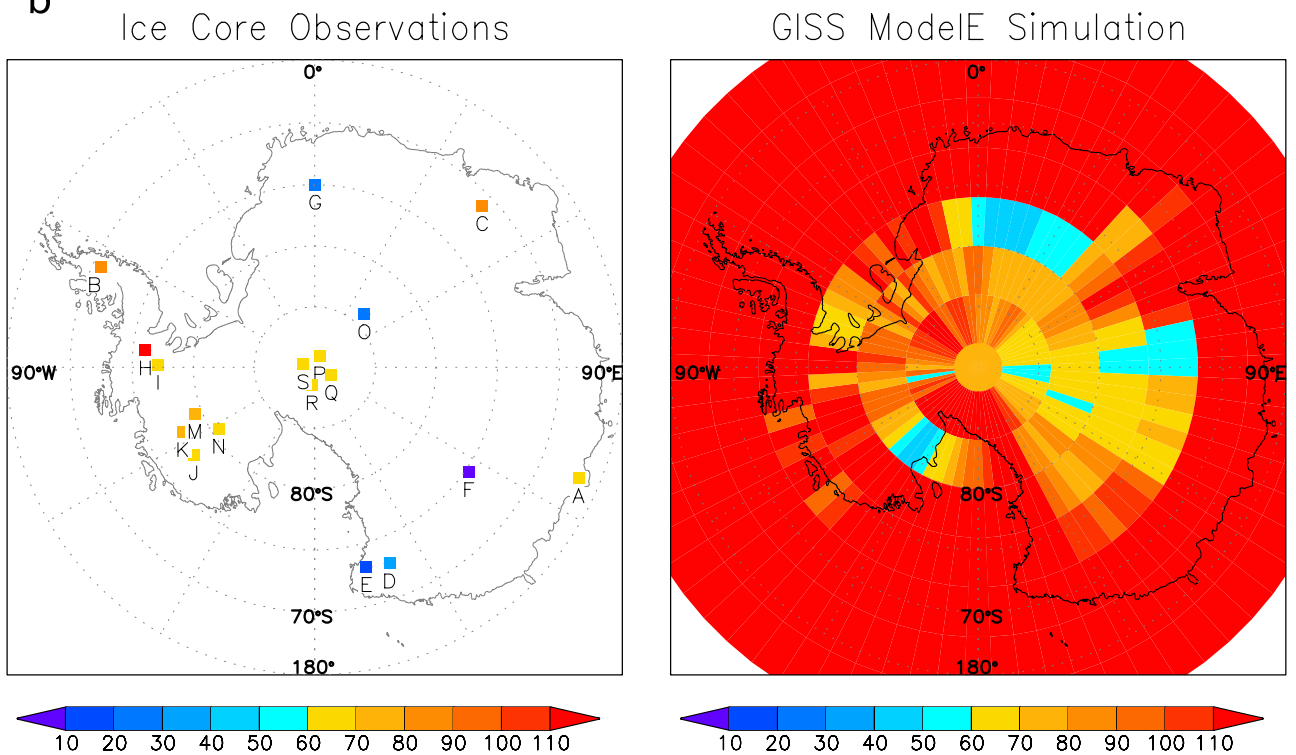 b
Ice Core Observations
GISS ModelE Simulation
0°
0°
G
C
B
O
H
P
I
S
90°W
90°E
90°W
90°E
Q
R
M
K
N
J
F
A
80°S
80°S
E
D
70°S
70°S
180°
180°
10 20 30 40 50 60 70 80 90 100 110
10 20 30 40 50 60 70 80 90 100 110